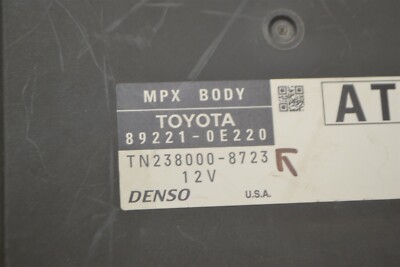 MPX BODY
TOYOTA
89221-0E220
TN238000-8723
12V
DENSO
U.S.A.
AT